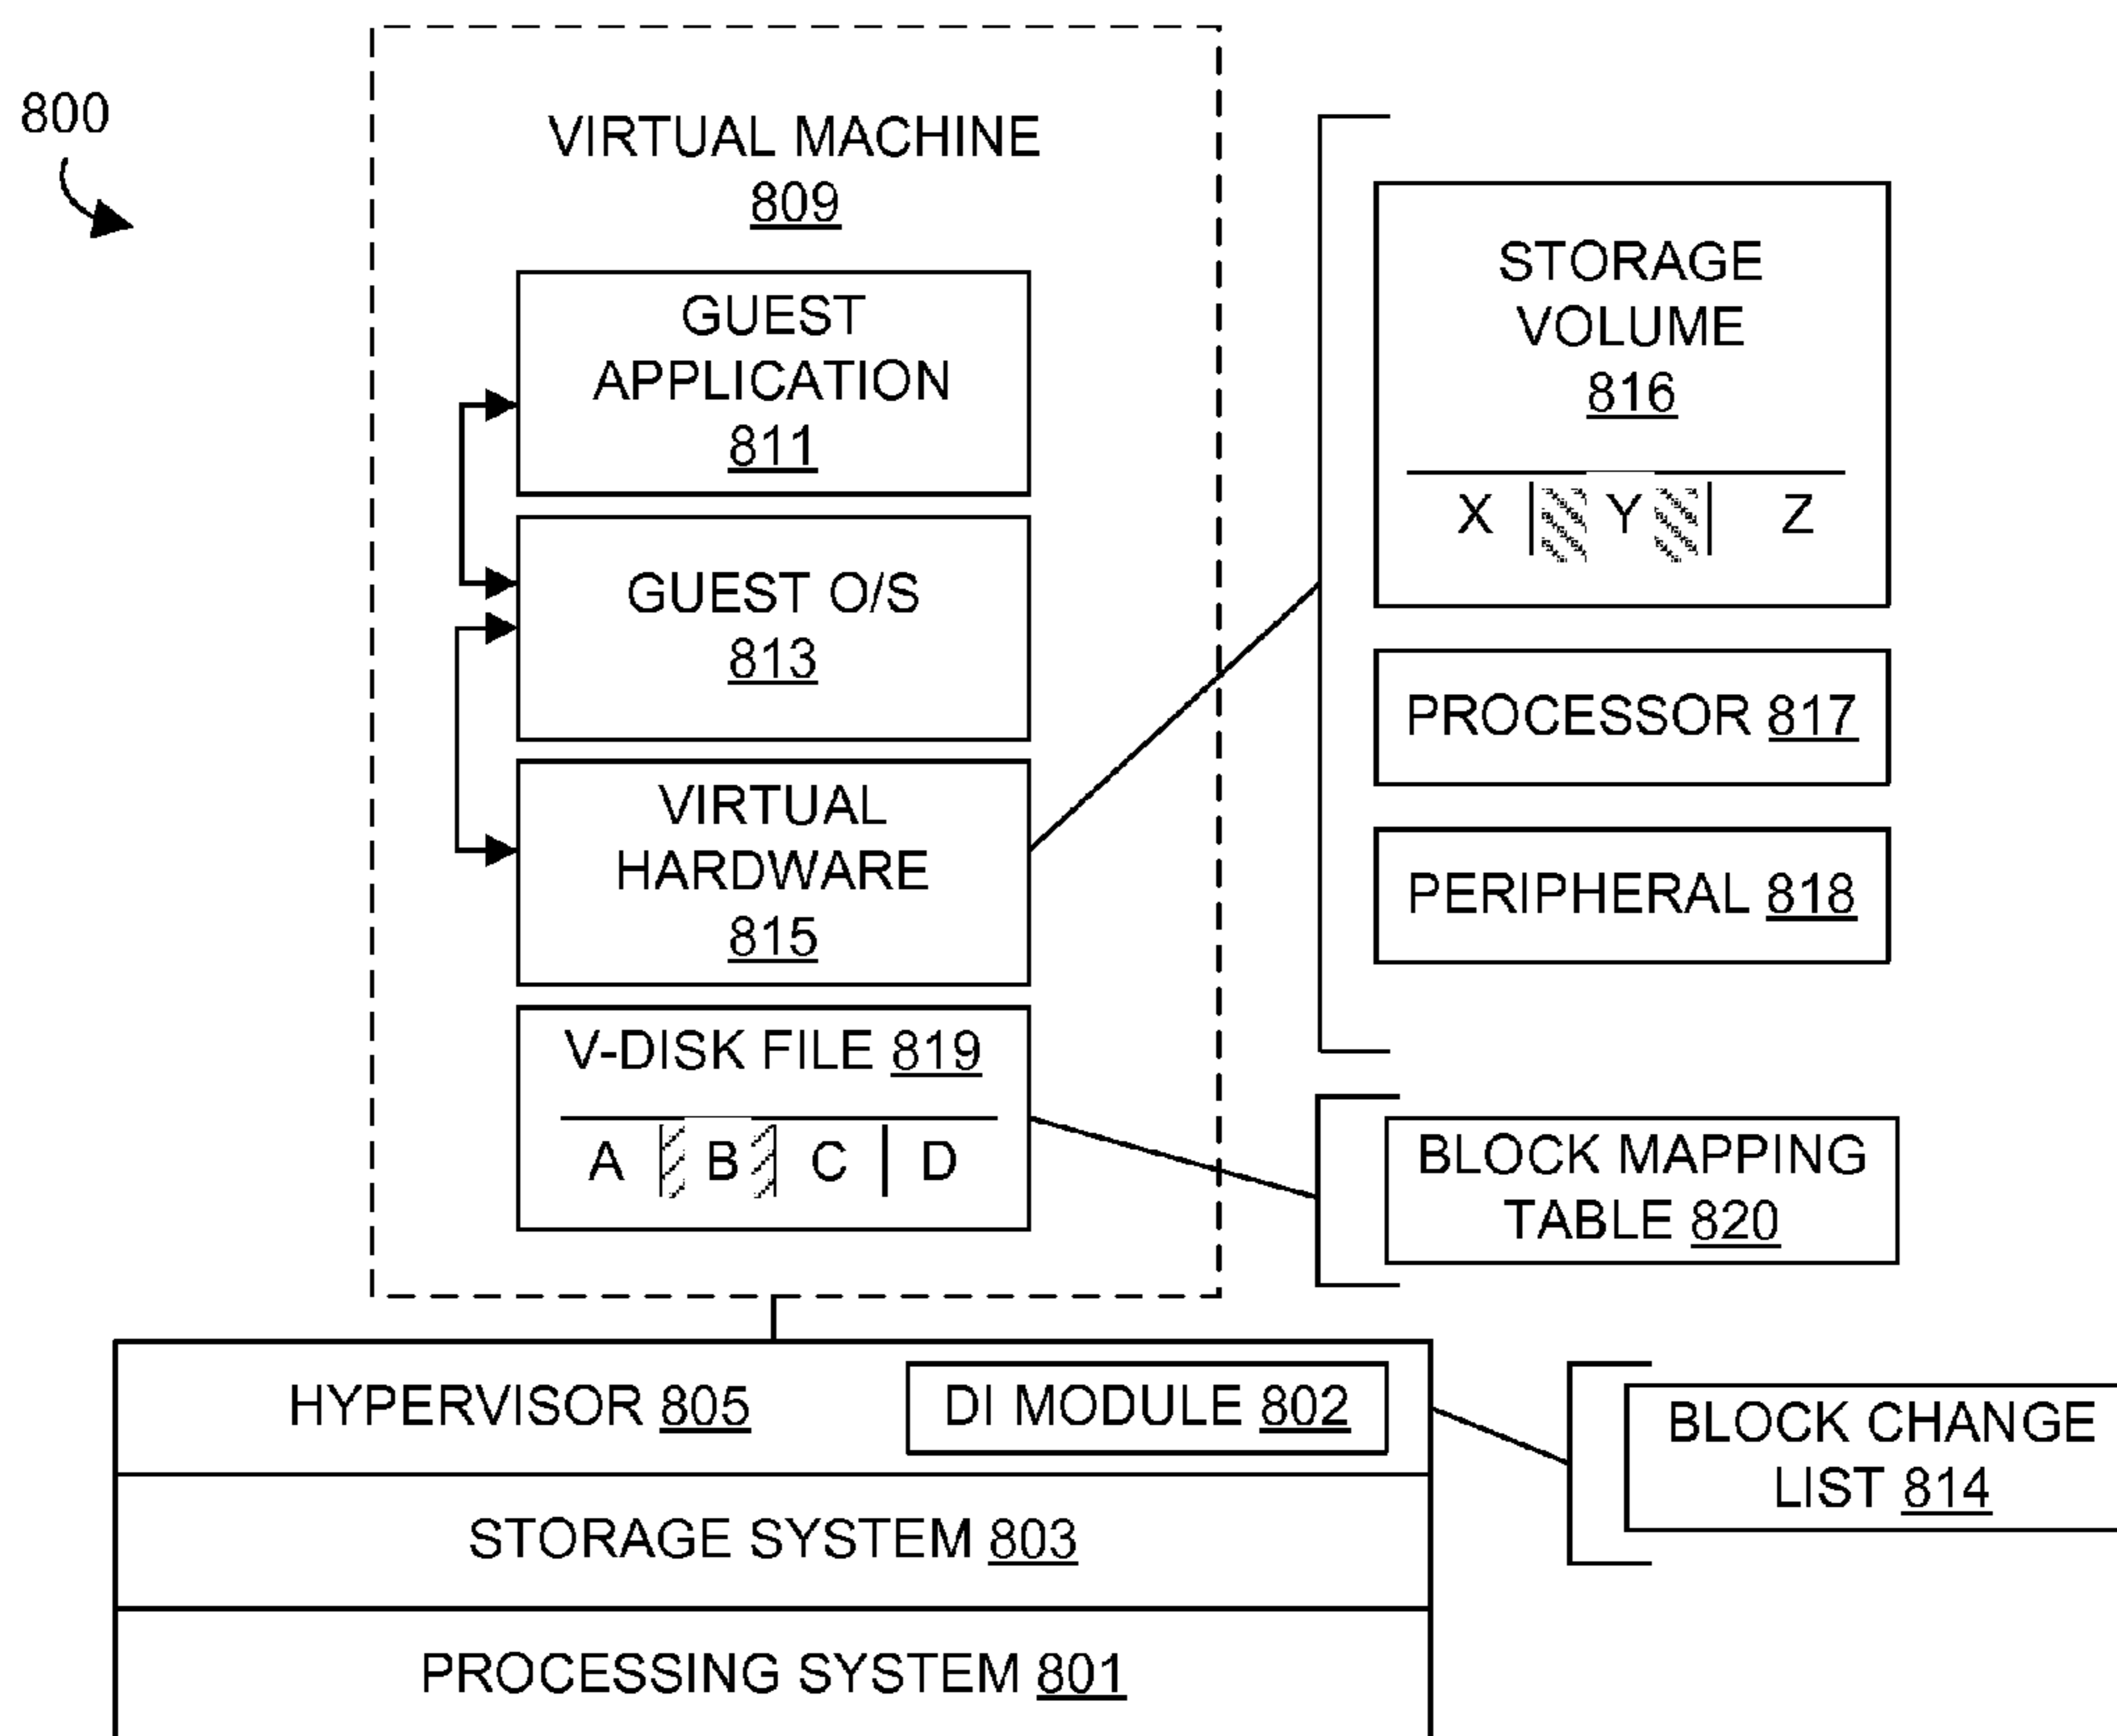 800
VIRTUAL MACHINE
809
GUEST
APPLICATION
811
GUEST O/S
813
VIRTUAL
HARDWARE
815
V-DISK FILE 819
A B C D
STORAGE
VOLUME
816
X Y Z
PROCESSOR 817
PERIPHERAL 818
BLOCK MAPPING
TABLE 820
HYPERVISOR 805
DI MODULE 802
BLOCK CHANGE
LIST 814
STORAGE SYSTEM 803
PROCESSING SYSTEM 801